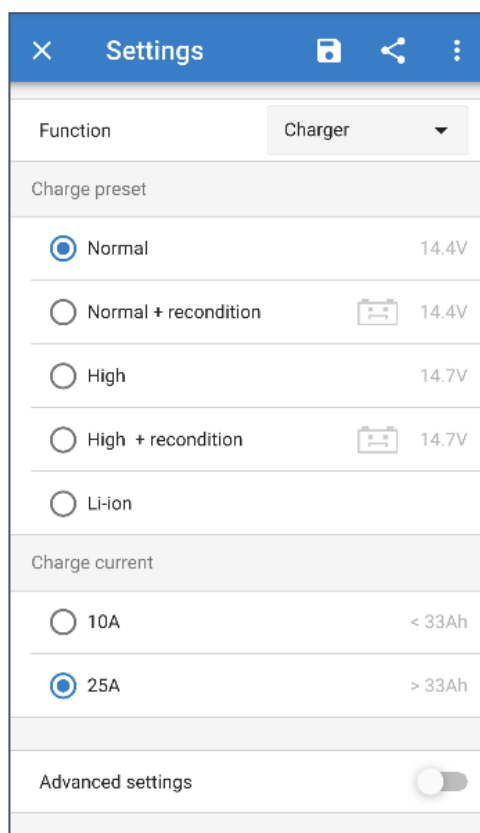 Settings
Function Charger
Charge preset
Normal 14.4V
Normal + recondition 14.4V
High 14.7V
High + recondition 14.7V
Li-ion
Charge current
10A < 33Ah
25A > 33Ah
Advanced settings